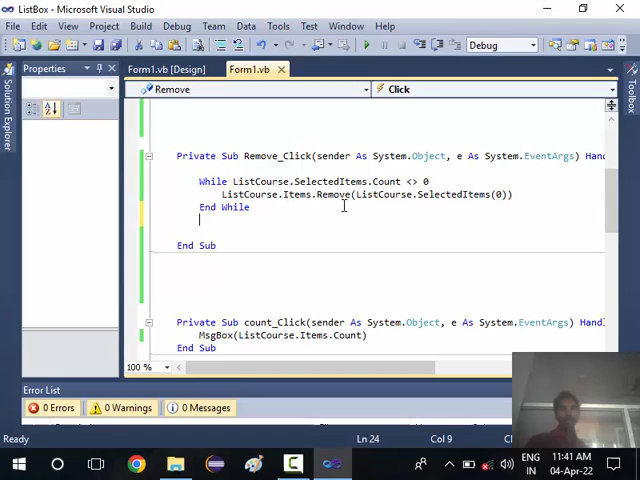 ListBox - Microsoft Visual Studio
File Edit View Project Build Debug Team Data Tools Test Window Help
Debug
Properties
Form1.vb [Design] Form1.vb
Remove Click
Solution Explorer
Toolbox
Private Sub Remove_Click(sender As System.Object, e As System.EventArgs) Han
While ListCourse.SelectedItems.Count <> 0
ListCourse.Items.Remove(ListCourse.SelectedItems(0))
End While
End Sub
Private Sub count_Click(sender As System.Object, e As System.EventArgs) Handl
MsgBox(ListCourse.Items.Count)
End Sub
100 %
Error List
0 Errors 0 Warnings 0 Messages
Ready Ln 24 Col 9
ENG 11:41 AM
IN 04-Apr-22